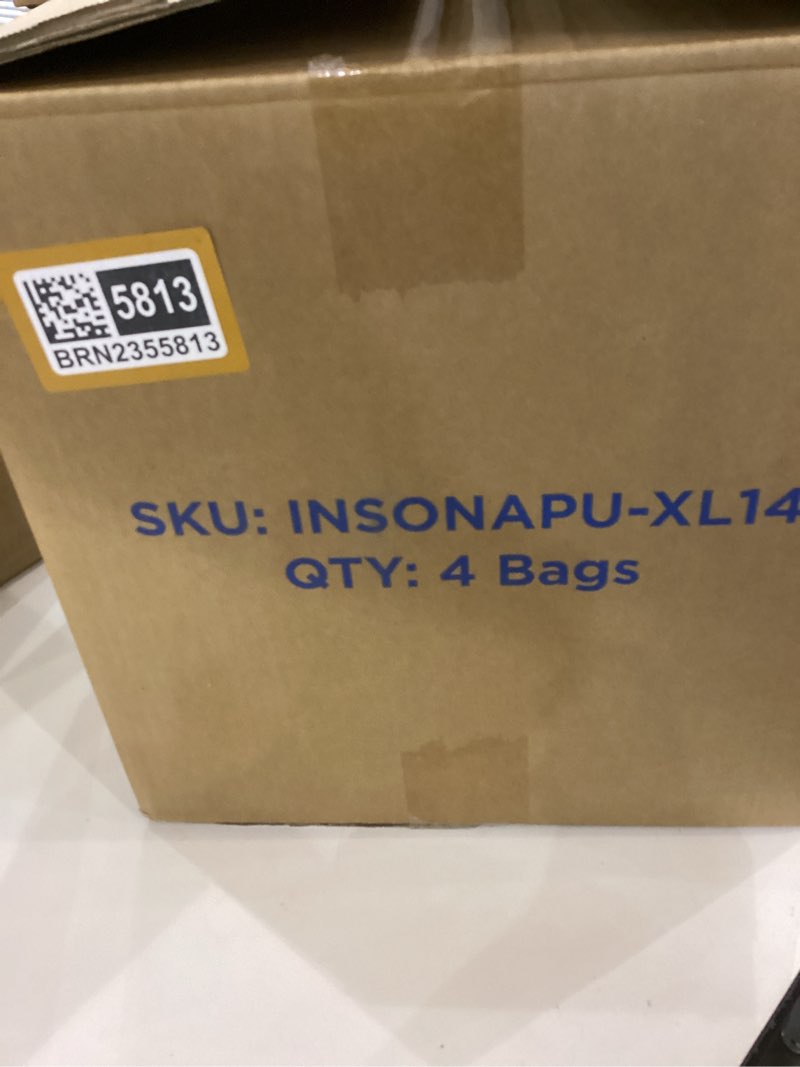 5813
BRN2355813
SKU: INSONAPU-XL14
QTY: 4 Bags